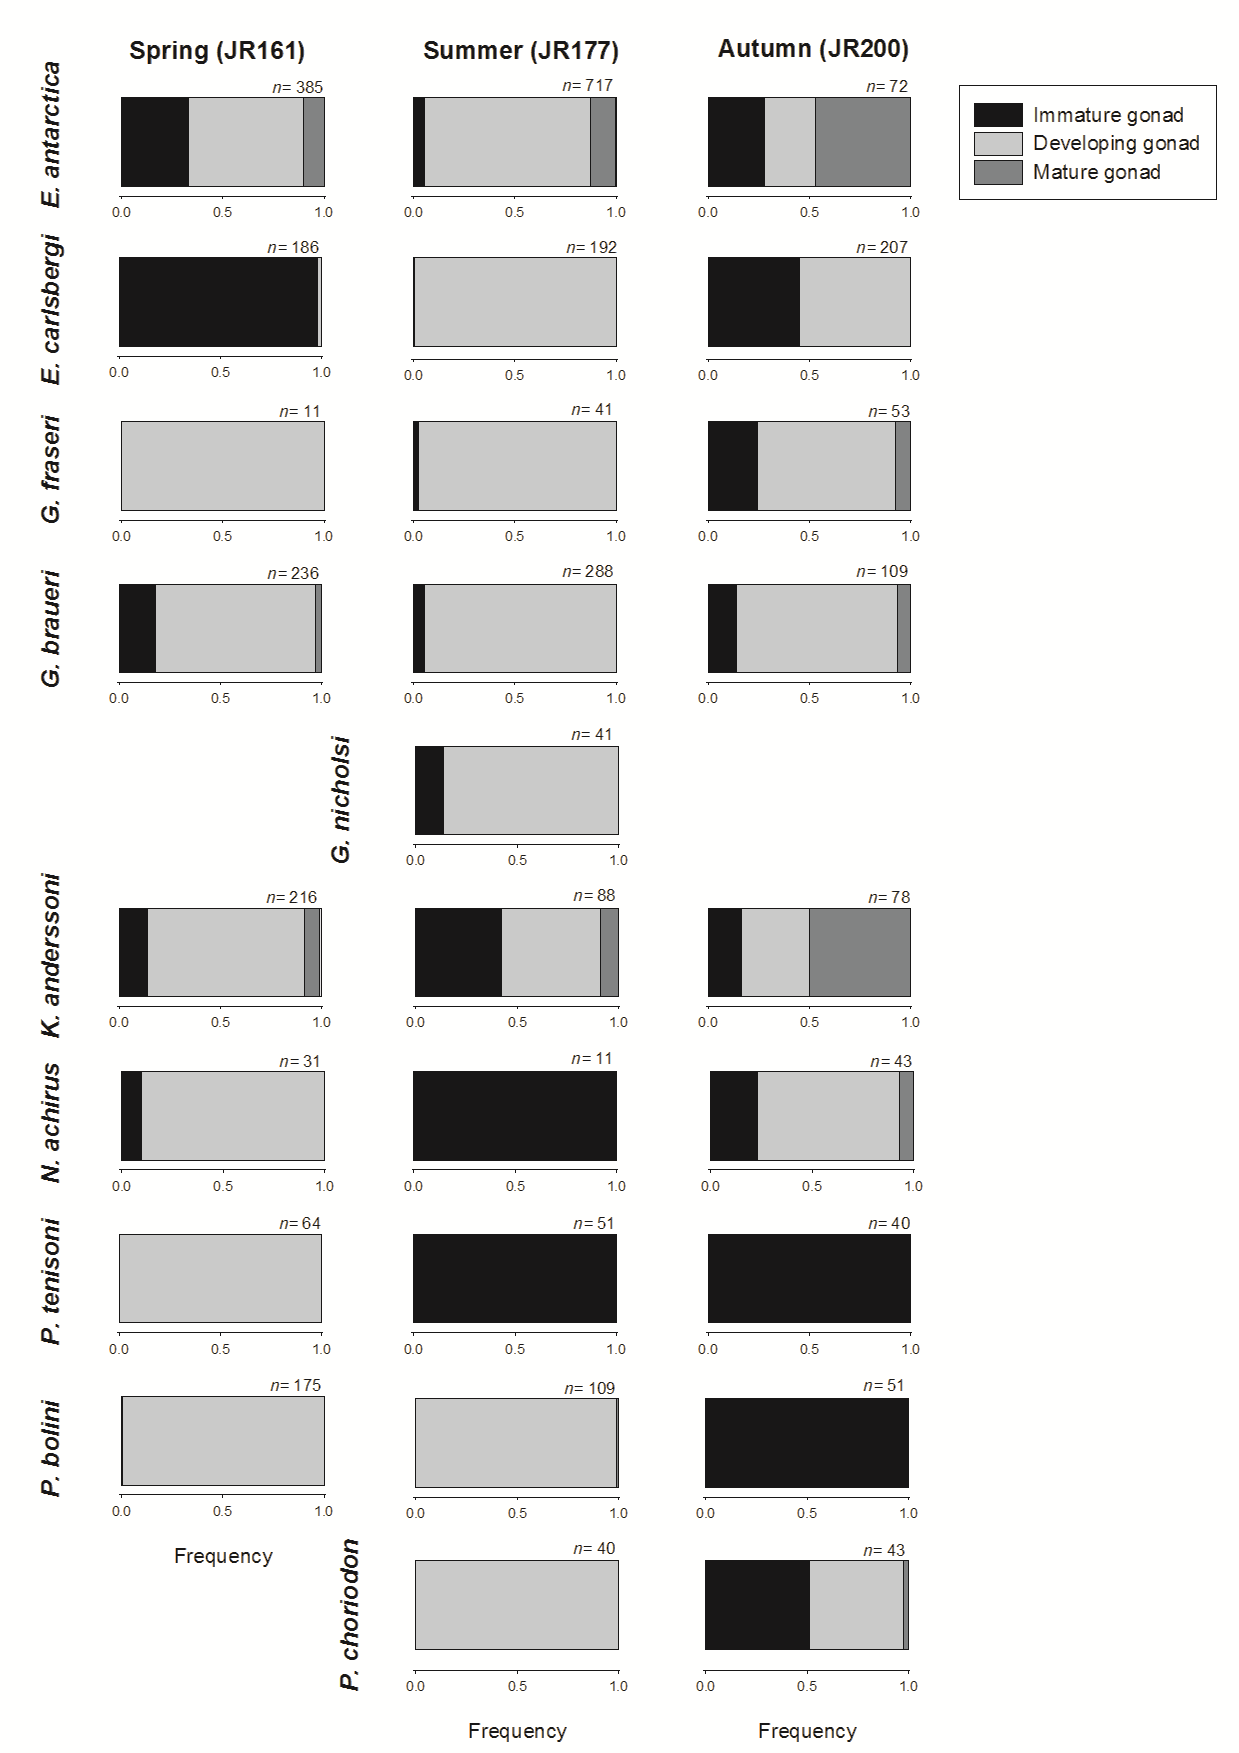 Spring (JR161) Summer (JR177) Autumn (JR200)
Immature gonad
Developing gonad
Mature gonad
E. antarctica
n= 385 n= 717 n= 72
0.0 0.5 1.0 0.0 0.5 1.0 0.0 0.5 1.0
E. carlsbergi
n= 186 n= 192 n= 207
0.0 0.5 1.0 0.0 0.5 1.0 0.0 0.5 1.0
G. fraseri
n= 11 n= 41 n= 53
0.0 0.5 1.0 0.0 0.5 1.0 0.0 0.5 1.0
G. braueri
n= 236 n= 288 n= 109
0.0 0.5 1.0 0.0 0.5 1.0 0.0 0.5 1.0
G. nicholsi
n= 41
0.0 0.5 1.0
K. anderssoni
n= 216 n= 88 n= 78
0.0 0.5 1.0 0.0 0.5 1.0 0.0 0.5 1.0
N. achirus
n= 31 n= 11 n= 43
0.0 0.5 1.0 0.0 0.5 1.0 0.0 0.5 1.0
P. tenisoni
n= 64 n= 51 n= 40
0.0 0.5 1.0 0.0 0.5 1.0 0.0 0.5 1.0
P. bolini
n= 175 n= 109 n= 51
0.0 0.5 1.0 0.0 0.5 1.0 0.0 0.5 1.0
Frequency
P. choriodon
n= 40 n= 43
0.0 0.5 1.0 0.0 0.5 1.0
Frequency Frequency